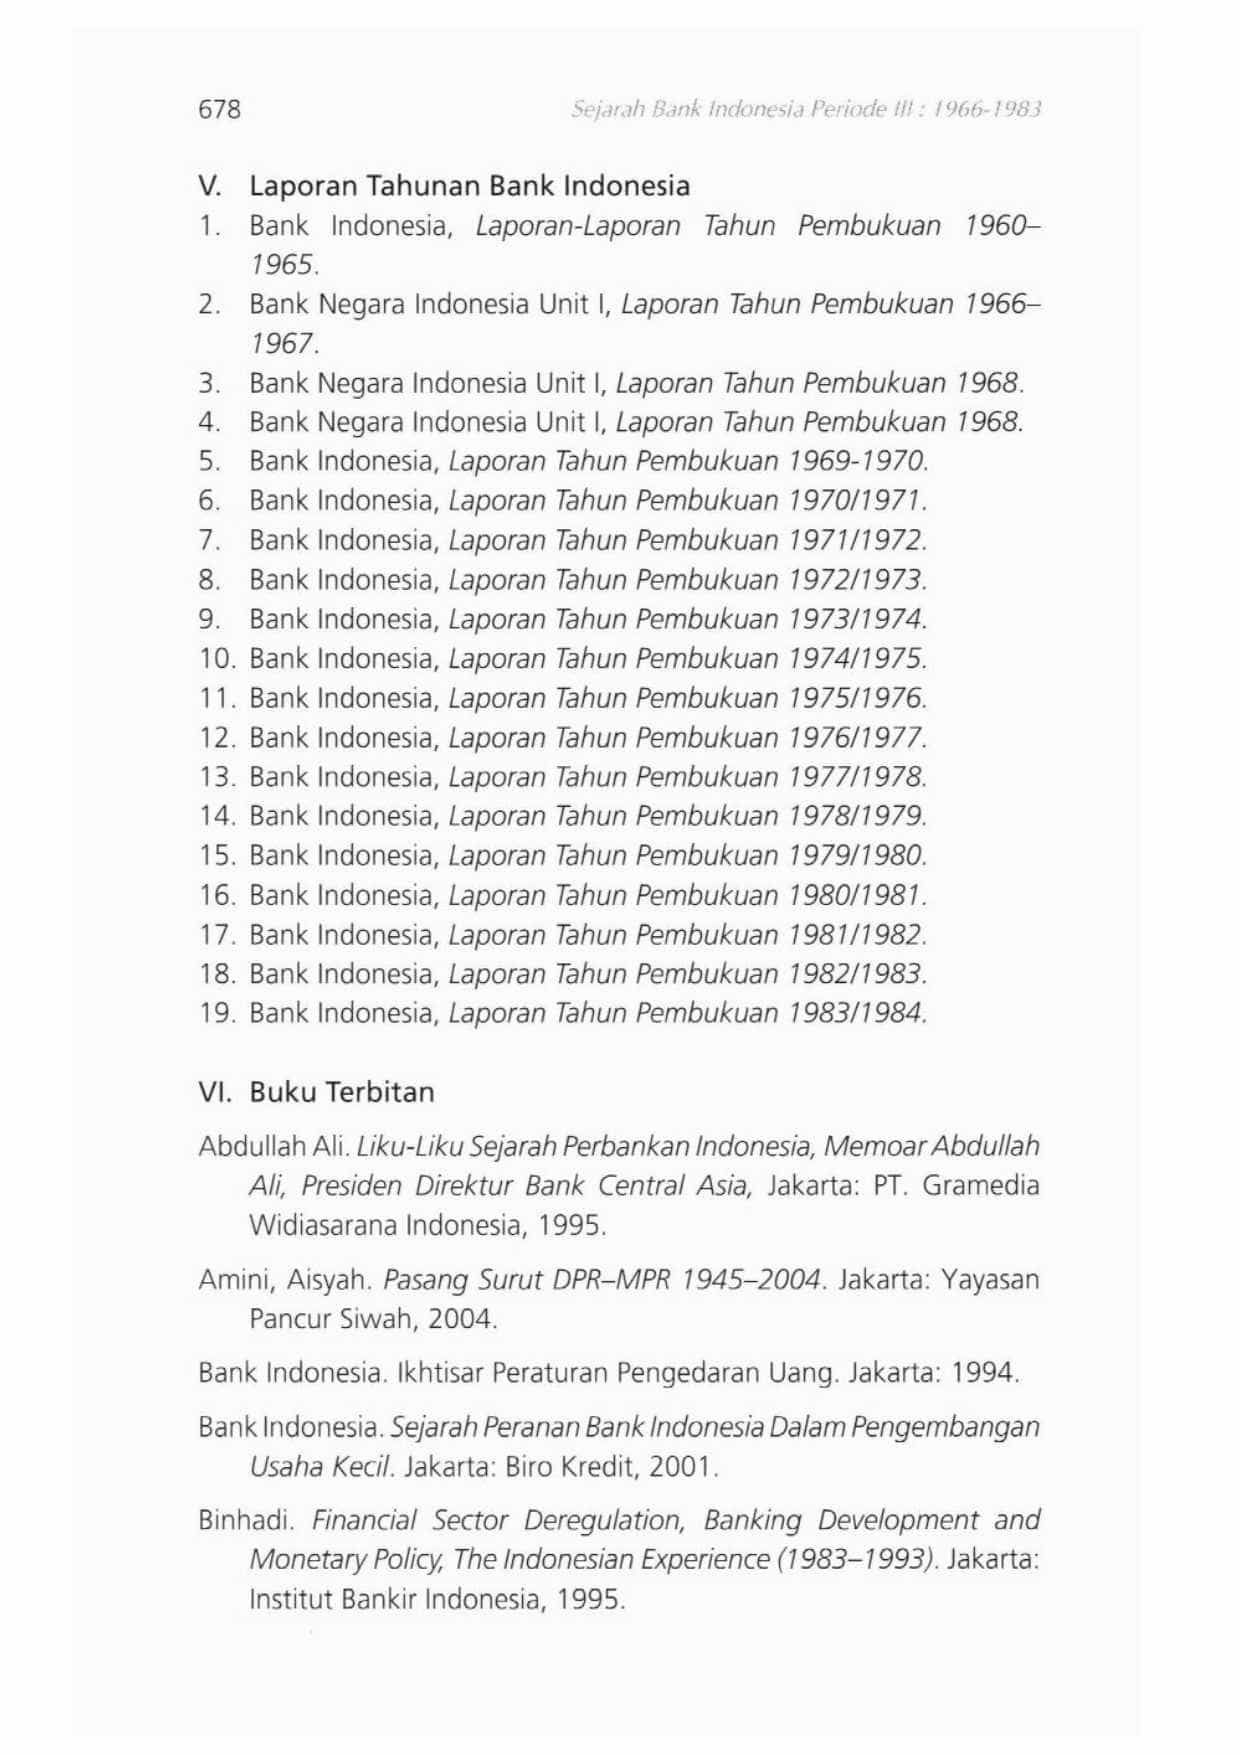 678
Sejarah Bank Indonesia Periode III : 1966-1983
V. Laporan Tahunan Bank Indonesia
1. Bank Indonesia, Laporan-Laporan Tahun Pembukuan 1960–
1965.
2. Bank Negara Indonesia Unit I, Laporan Tahun Pembukuan 1966–
1967.
3. Bank Negara Indonesia Unit I, Laporan Tahun Pembukuan 1968.
4. Bank Negara Indonesia Unit I, Laporan Tahun Pembukuan 1968.
5. Bank Indonesia, Laporan Tahun Pembukuan 1969-1970.
6. Bank Indonesia, Laporan Tahun Pembukuan 1970/1971.
7. Bank Indonesia, Laporan Tahun Pembukuan 1971/1972.
8. Bank Indonesia, Laporan Tahun Pembukuan 1972/1973.
9. Bank Indonesia, Laporan Tahun Pembukuan 1973/1974.
10. Bank Indonesia, Laporan Tahun Pembukuan 1974/1975.
11. Bank Indonesia, Laporan Tahun Pembukuan 1975/1976.
12. Bank Indonesia, Laporan Tahun Pembukuan 1976/1977.
13. Bank Indonesia, Laporan Tahun Pembukuan 1977/1978.
14. Bank Indonesia, Laporan Tahun Pembukuan 1978/1979.
15. Bank Indonesia, Laporan Tahun Pembukuan 1979/1980.
16. Bank Indonesia, Laporan Tahun Pembukuan 1980/1981.
17. Bank Indonesia, Laporan Tahun Pembukuan 1981/1982.
18. Bank Indonesia, Laporan Tahun Pembukuan 1982/1983.
19. Bank Indonesia, Laporan Tahun Pembukuan 1983/1984.
VI. Buku Terbitan
Abdullah Ali. Liku-Liku Sejarah Perbankan Indonesia, Memoar Abdullah
Ali, Presiden Direktur Bank Central Asia, Jakarta: PT. Gramedia
Widiasarana Indonesia, 1995.
Amini, Aisyah. Pasang Surut DPR–MPR 1945–2004. Jakarta: Yayasan
Pancur Siwah, 2004.
Bank Indonesia. Ikhtisar Peraturan Pengedaran Uang. Jakarta: 1994.
Bank Indonesia. Sejarah Peranan Bank Indonesia Dalam Pengembangan
Usaha Kecil. Jakarta: Biro Kredit, 2001.
Binhadi. Financial Sector Deregulation, Banking Development and
Monetary Policy, The Indonesian Experience (1983–1993). Jakarta:
Institut Bankir Indonesia, 1995.